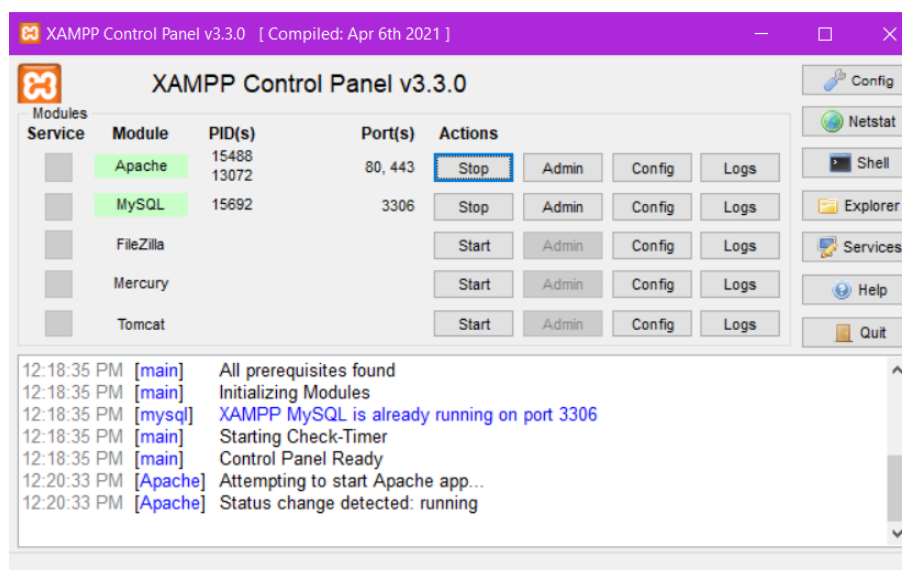 XAMPP Control Panel v3.3.0 [ Compiled: Apr 6th 2021 ]
XAMPP Control Panel v3.3.0
Config
Modules
Service Module PID(s) Port(s) Actions
Netstat
Apache 15488 13072 80, 443 Stop Admin Config Logs
Shell
MySQL 15692 3306 Stop Admin Config Logs
Explorer
FileZilla Start Admin Config Logs
Services
Mercury Start Admin Config Logs
Help
Tomcat Start Admin Config Logs
Quit
12:18:35 PM [main] All prerequisites found
12:18:35 PM [main] Initializing Modules
12:18:35 PM [mysql] XAMPP MySQL is already running on port 3306
12:18:35 PM [main] Starting Check-Timer
12:18:35 PM [main] Control Panel Ready
12:20:33 PM [Apache] Attempting to start Apache app...
12:20:33 PM [Apache] Status change detected: running